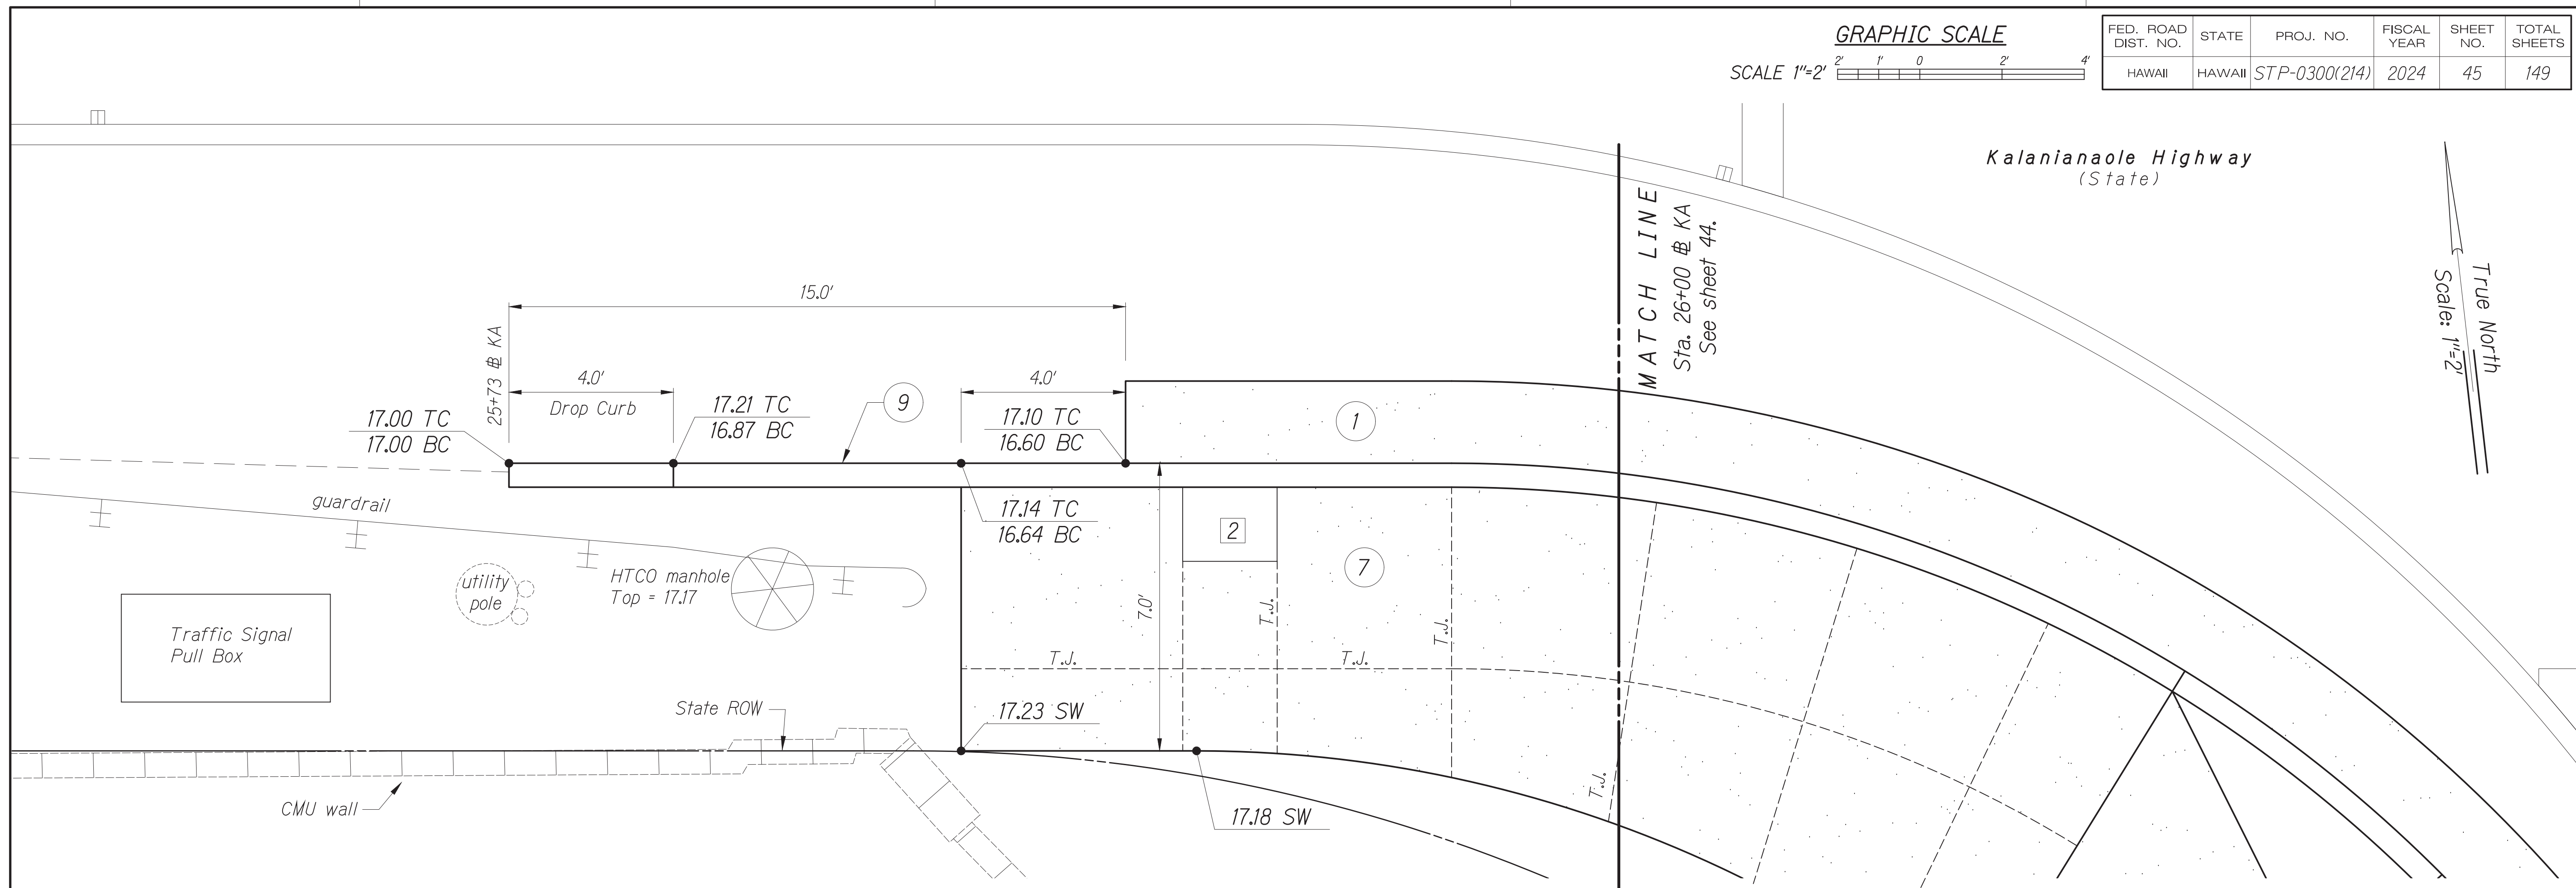 GRAPHIC SCALE
SCALE 1"=2'
2' 1' 0 2' 4'
FED. ROAD DIST. NO. STATE PROJ. NO. FISCAL YEAR SHEET NO. TOTAL SHEETS
HAWAII HAWAII STP-0300(214) 2024 45 149
Kalanianaole Highway
(State)
True North
Scale: 1"=2'
MATCH LINE
Sta. 26+00 ℄ KA
See sheet 44.
15.0'
25+73 ℄ KA
4.0'
Drop Curb
4.0'
17.00 TC
17.00 BC
17.21 TC
16.87 BC
9
17.10 TC
16.60 BC
1
guardrail
17.14 TC
16.64 BC
2
7
7.0'
utility
pole
HTCO manhole
Top = 17.17
Traffic Signal
Pull Box
T.J.
T.J.
T.J.
T.J.
T.J.
State ROW
17.23 SW
CMU wall
17.18 SW